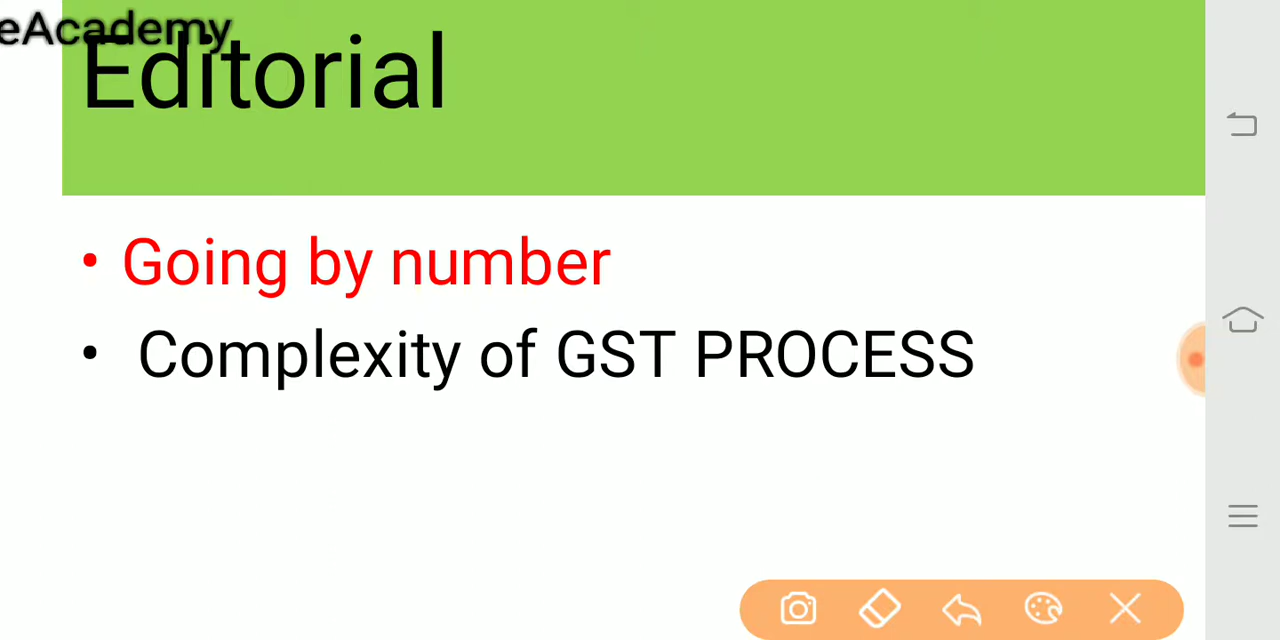 eAcademy
Editorial
• Going by number
• Complexity of GST PROCESS